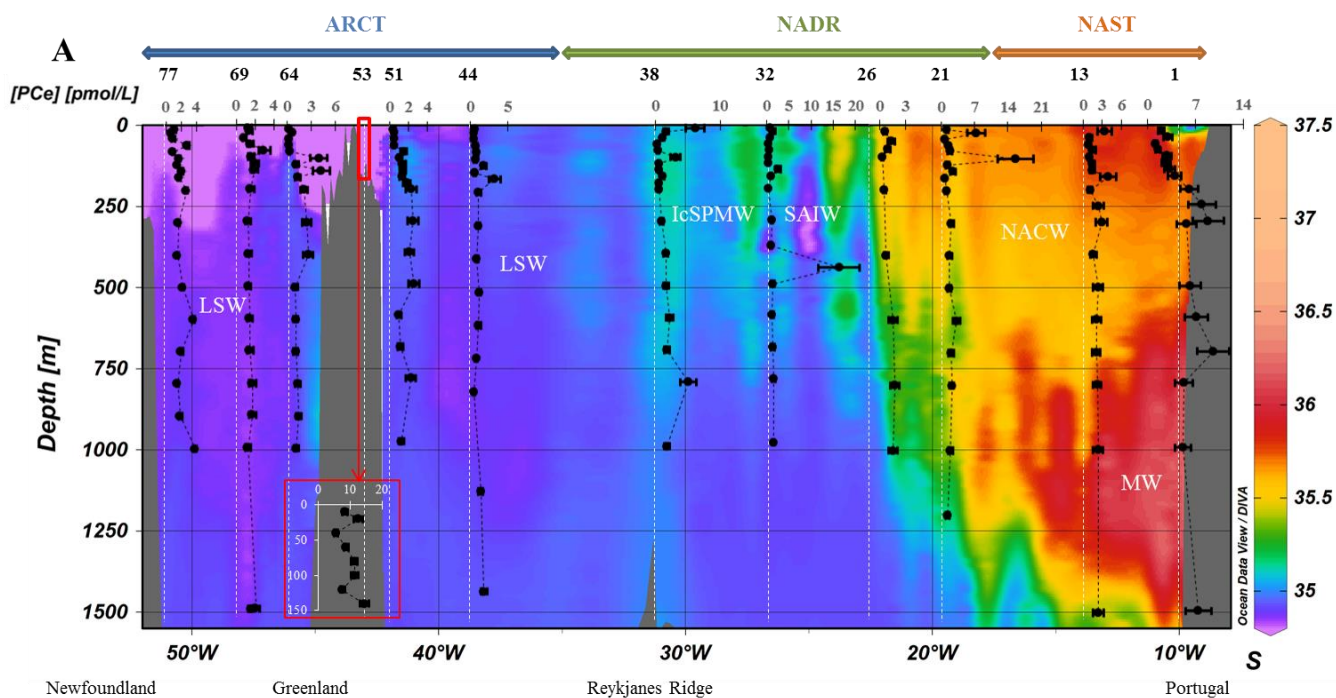 ARCT NADR NAST
A
77 69 64 53 51 44 38 32 26 21 13 1
[PCe] [pmol/L] 0 2 4 0 2 4 0 3 6 0 2 4 0 5 0 10 0 5 10 15 20 0 3 0 7 14 21 0 3 6 0 7 14
Depth [m]
0
250
500
750
1000
1250
1500
LSW
LSW
IcSPMW
SAIW
NACW
MW
0 10 20
0
50
100
150
37.5
37
36.5
36
35.5
35
Ocean Data View / DIVA
50°W 40°W 30°W 20°W 10°W S
Newfoundland Greenland Reykjanes Ridge Portugal